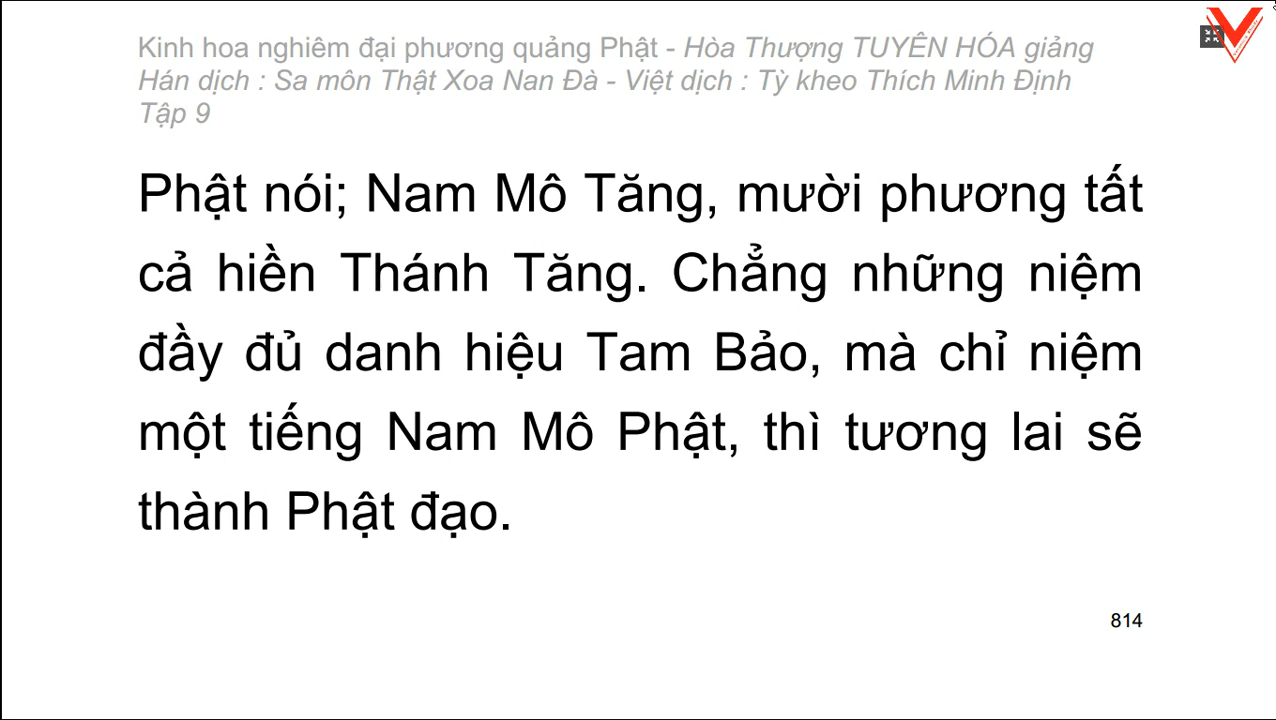 Kinh hoa nghiêm đại phương quảng Phật - Hòa Thượng TUYÊN HÓA giảng
Hán dịch : Sa môn Thật Xoa Nan Đà - Việt dịch : Tỳ kheo Thích Minh Định
Tập 9
Phật nói; Nam Mô Tăng, mười phương tất
cả hiền Thánh Tăng. Chẳng những niệm
đầy đủ danh hiệu Tam Bảo, mà chỉ niệm
một tiếng Nam Mô Phật, thì tương lai sẽ
thành Phật đạo.
814